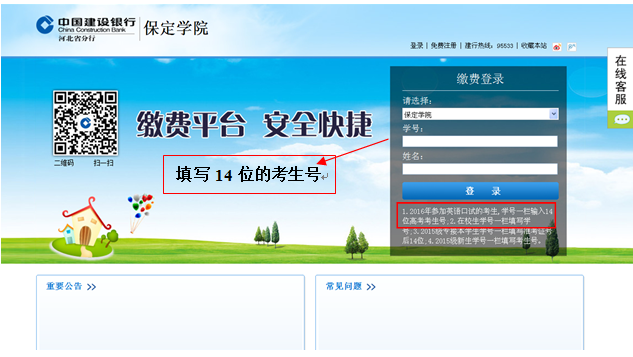 中国建设银行
China Construction Bank
河北省分行
保定学院
登录 | 免费注册 | 建行热线：95533 | 收藏本站
在线客服
缴费登录
请选择：
保定学院
学号：
姓名：
登 录
1.2016年参加英语口试的考生,学号一栏输入14
位高考考生号;2.在校生学号一栏填写学
号.3.2015级专接本学生学号一栏填写准考证号
后14位.4.2015级新生学号一栏填写考生号。
缴费平台 安全快捷
填写 14 位的考生号
二维码 扫一扫
重要公告
常见问题